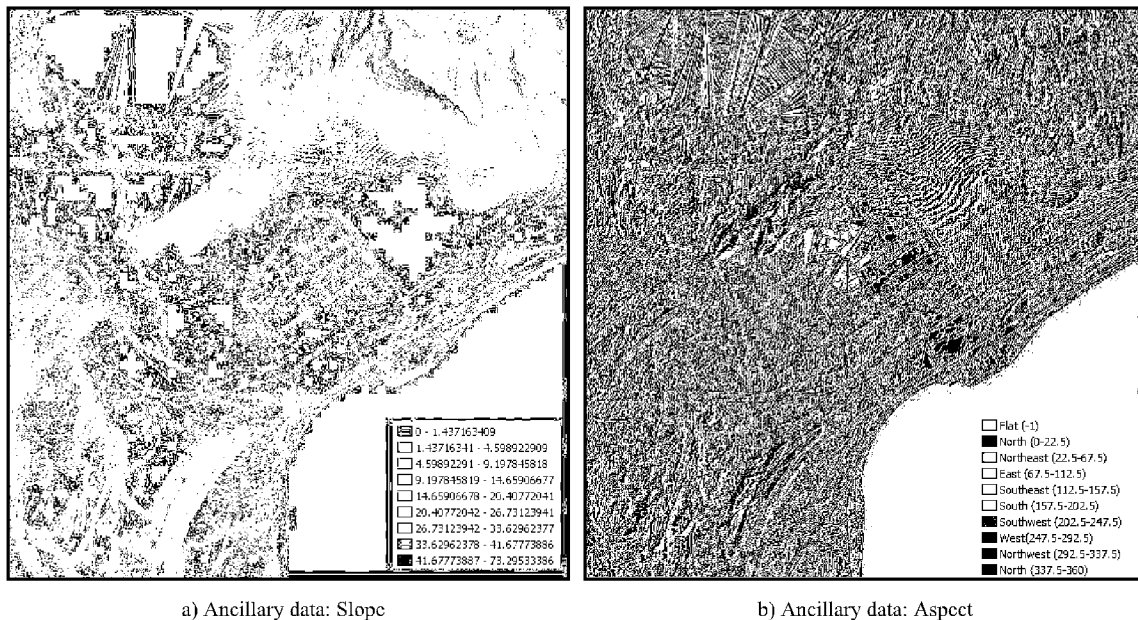 0 - 1.437163409
1.43716341 - 4.598922909
4.59892291 - 9.197845818
9.197845819 - 14.65906677
14.65906678 - 20.40772041
20.40772042 - 26.73123941
26.73123942 - 33.62962377
33.62962378 - 41.67773886
41.67773887 - 73.29533386
Flat (-1)
North (0-22.5)
Northeast (22.5-67.5)
East (67.5-112.5)
Southeast (112.5-157.5)
South (157.5-202.5)
Southwest (202.5-247.5)
West(247.5-292.5)
Northwest (292.5-337.5)
North (337.5-360)
a) Ancillary data: Slope
b) Ancillary data: Aspect